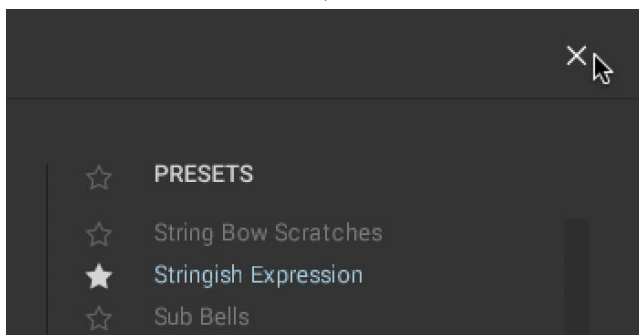 PRESETS
String Bow Scratches
Stringish Expression
Sub Bells